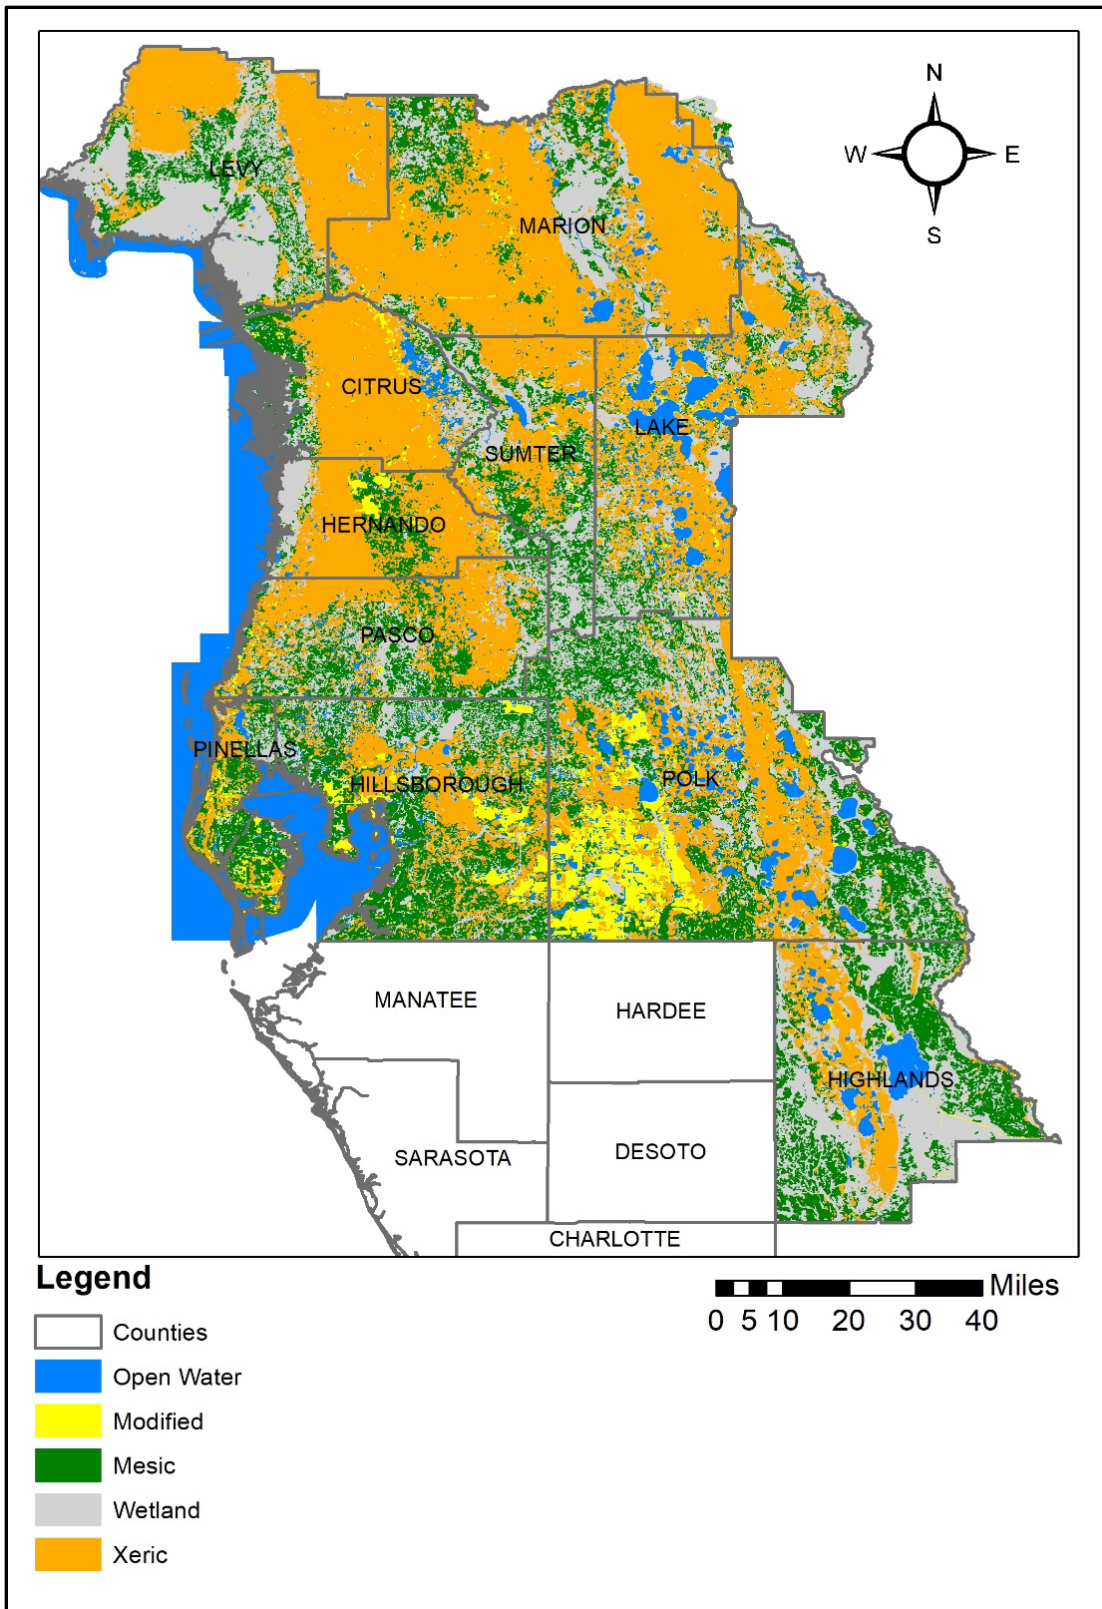 N
W E
S
LEVY
MARION
CITRUS
LAKE
SUMTER
HERNANDO
PASCO
PINELLAS
HILLSBOROUGH
POLK
MANATEE
HARDEE
HIGHLANDS
SARASOTA
DESOTO
CHARLOTTE
Legend
Counties
Open Water
Modified
Mesic
Wetland
Xeric
Miles
0 5 10 20 30 40